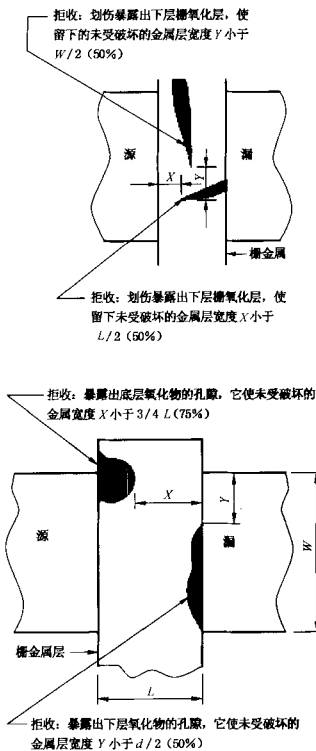 拒收：划伤暴露出下层栅氧化层，使
留下的未受破坏的金属层宽度 Y 小于
W/2 (50%)
源
漏
X
Y
栅金属
拒收：划伤暴露出下层栅氧化层，使
留下未受破坏的金属层宽度 X 小于
L/2 (50%)
拒收：暴露出底层氧化物的孔隙，它使未受破坏的
金属宽度 X 小于 3/4 L(75%)
X
Y
源
漏
W
栅金属层
L
拒收：暴露出下层氧化物的孔隙，它使未受破坏的
金属层宽度 Y 小于 d/2 (50%)